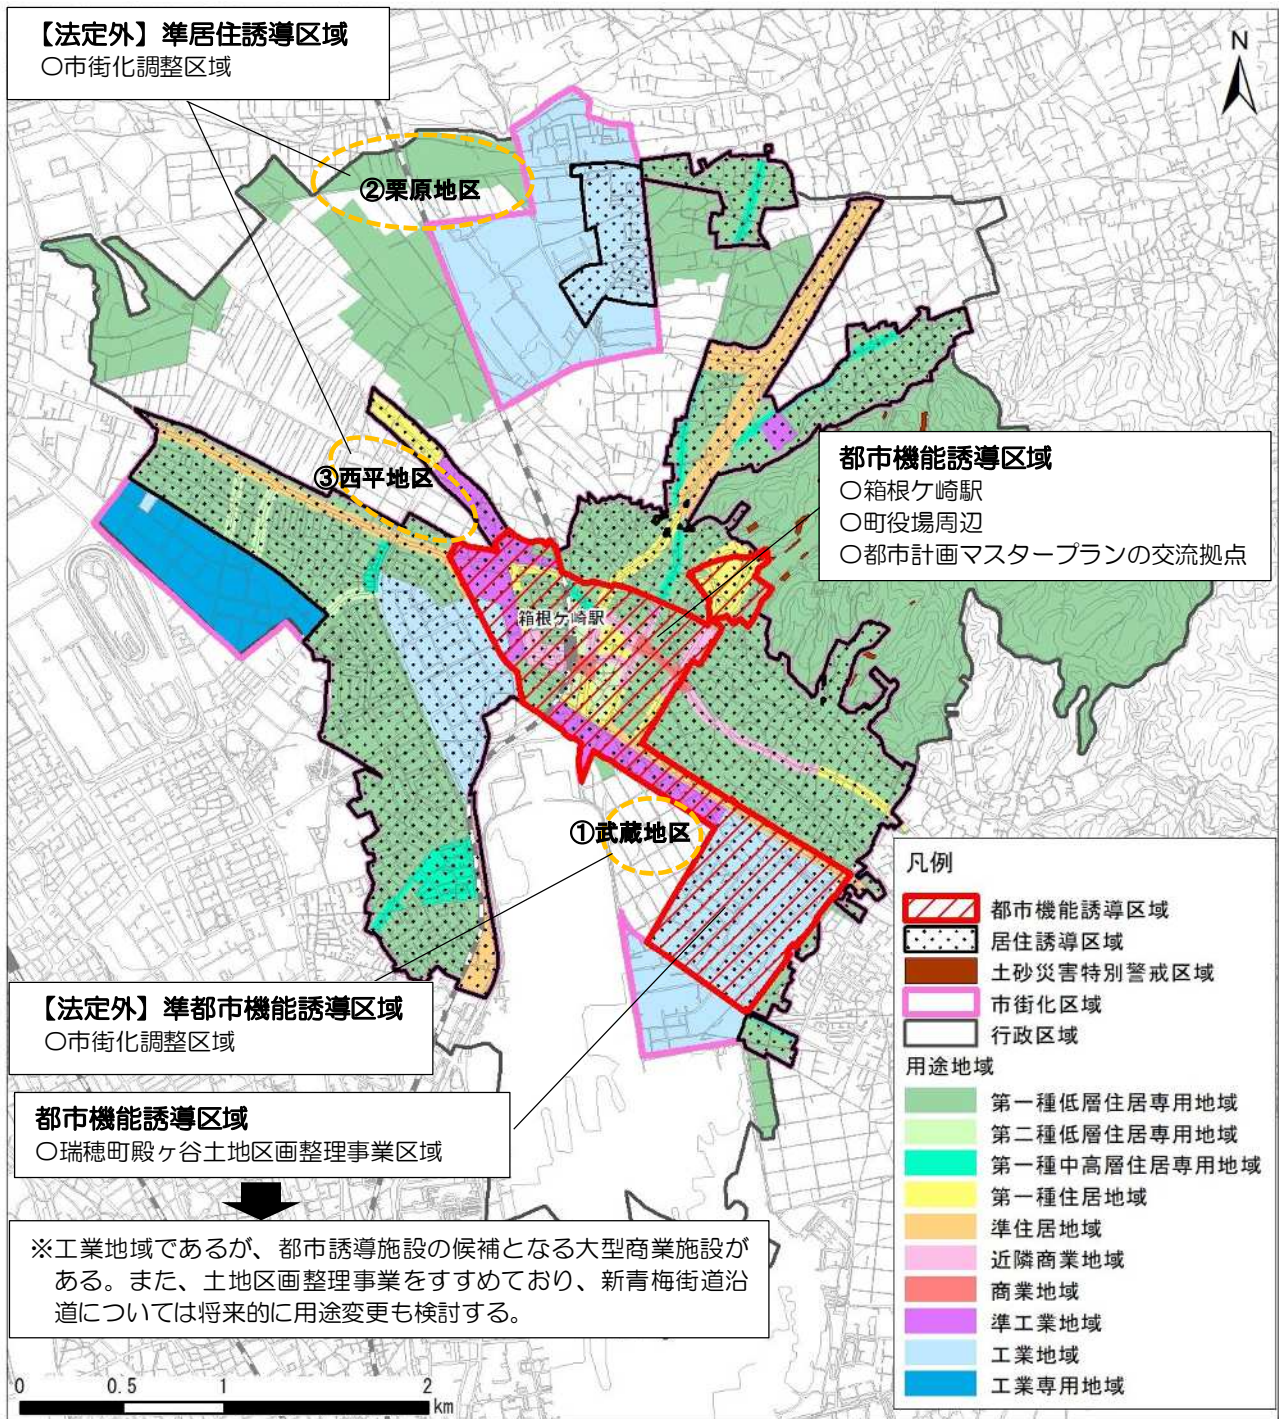 【法定外】準居住誘導区域
〇市街化調整区域
N
②栗原地区
③西平地区
都市機能誘導区域
〇箱根ケ崎駅
〇町役場周辺
〇都市計画マスタープランの交流拠点
箱根ケ崎駅
①武蔵地区
【法定外】準都市機能誘導区域
〇市街化調整区域
都市機能誘導区域
〇瑞穂町殿ヶ谷土地区画整理事業区域
※工業地域であるが、都市誘導施設の候補となる大型商業施設が
ある。また、土地区画整理事業をすすめており、新青梅街道沿
道については将来的に用途変更も検討する。
凡例
都市機能誘導区域
居住誘導区域
土砂災害特別警戒区域
市街化区域
行政区域
用途地域
第一種低層住居専用地域
第二種低層住居専用地域
第一種中高層住居専用地域
第一種住居地域
準住居地域
近隣商業地域
商業地域
準工業地域
工業地域
工業専用地域
0 0.5 1 2
km